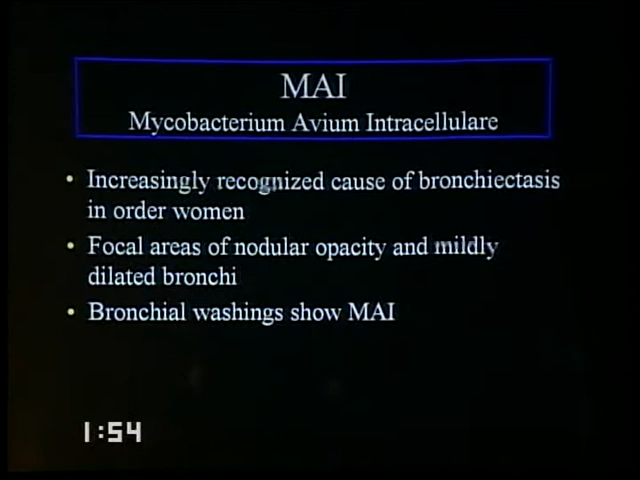 MAI
Mycobacterium Avium Intracellulare
• Increasingly recognized cause of bronchiectasis
in order women
• Focal areas of nodular opacity and mildly
dilated bronchi
• Bronchial washings show MAI
1:54